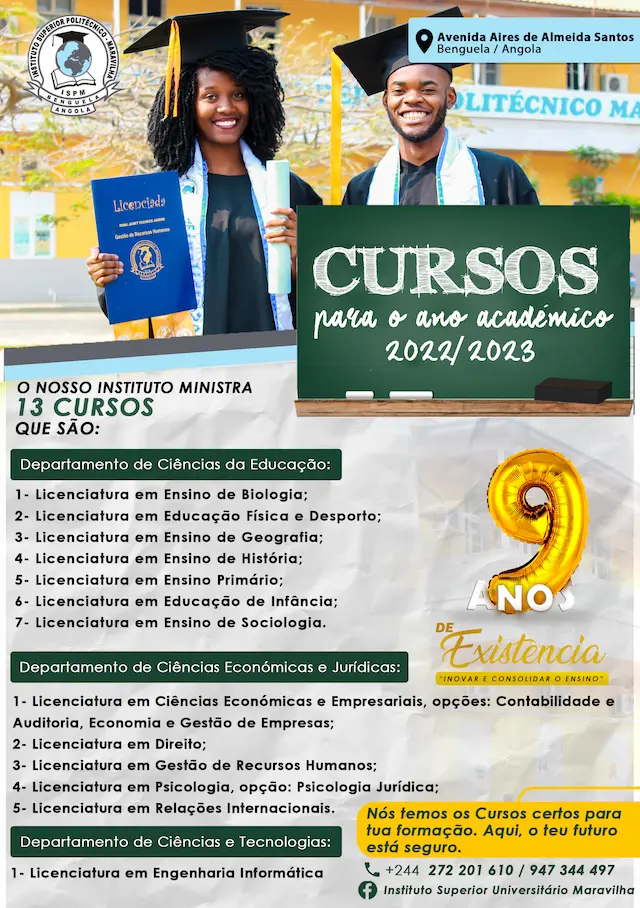 INSTITUTO SUPERIOR POLITÉCNICO - MARAVILHA
ISPM
BENGUELA
ANGOLA
Avenida Aires de Almeida Santos
Benguela / Angola
POLITÉCNICO MA
Licenciada
Gestão de Recursos Humanos
CURSOS
para o ano académico
2022/2023
O NOSSO INSTITUTO MINISTRA
13 CURSOS
QUE SÃO:
Departamento de Ciências da Educação:
1- Licenciatura em Ensino de Biologia;
2- Licenciatura em Educação Física e Desporto;
3- Licenciatura em Ensino de Geografia;
4- Licenciatura em Ensino de História;
5- Licenciatura em Ensino Primário;
6- Licenciatura em Educação de Infância;
7- Licenciatura em Ensino de Sociologia.
9
ANOS
DE
Existência
"INOVAR E CONSOLIDAR O ENSINO"
Departamento de Ciências Económicas e Jurídicas:
1- Licenciatura em Ciências Económicas e Empresariais, opções: Contabilidade e
Auditoria, Economia e Gestão de Empresas;
2- Licenciatura em Direito;
3- Licenciatura em Gestão de Recursos Humanos;
4- Licenciatura em Psicologia, opção: Psicologia Jurídica;
5- Licenciatura em Relações Internacionais.
Departamento de Ciências e Tecnologias:
1- Licenciatura em Engenharia Informática
Nós temos os Cursos certos para
tua formação. Aqui, o teu futuro
está seguro.
+244 272 201 610 / 947 344 497
Instituto Superior Universitário Maravilha